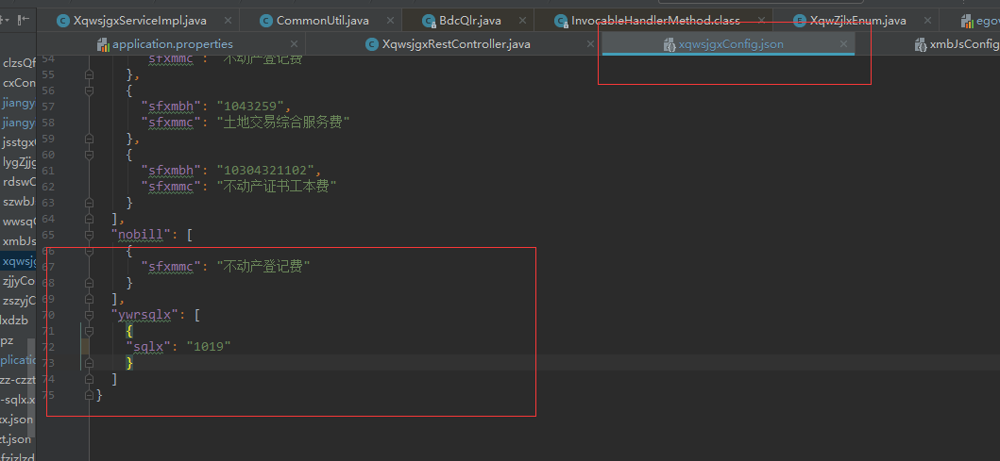 XqwsjgxServiceImpl.java CommonUtil.java BdcQlr.java InvocableHandlerMethod.class XqwZjlxEnum.java egov
application.properties XqwsjgxRestController.java xqwsjgxConfig.json xmbJsConfig
clzsQf
cxCon
jiangy
jiangy
jsstgx
lygZjjg
rdswC
szwbJ
wwsq
xmbJs
xqwsjg
zjjyCo
zszyjC
lxdzb
pz
plicatio
zz-czzt
-sqlx.x
xx.json
zt.json
fzjzlzd
54 "sfxmmc": "不动产登记费"
55 },
56 {
57 "sfxmbh": "1043259",
58 "sfxmmc": "土地交易综合服务费"
59 },
60 {
61 "sfxmbh": "10304321102",
62 "sfxmmc": "不动产证书工本费"
63 }
64 ],
65 "nobill": [
66 {
67 "sfxmmc": "不动产登记费"
68 }
69 ],
70 "ywrsqlx": [
71 {
72 "sqlx": "1019"
73 }
74 ]
75 }